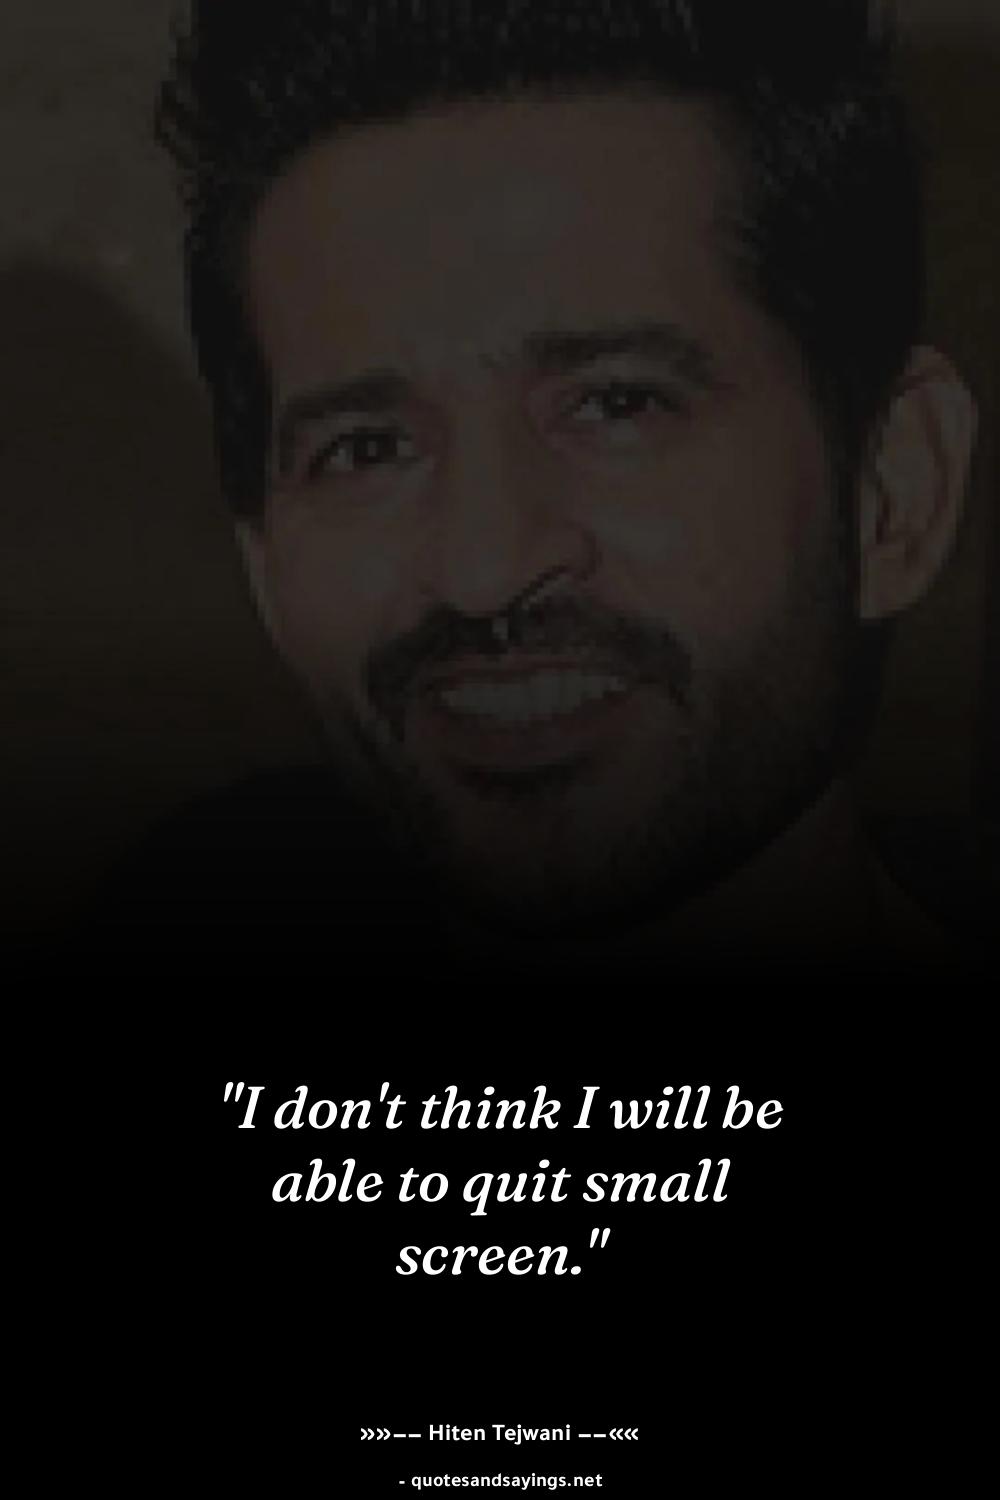 "I don't think I will be
able to quit small
screen."
»»–– Hiten Tejwani ––««
- quotesandsayings.net